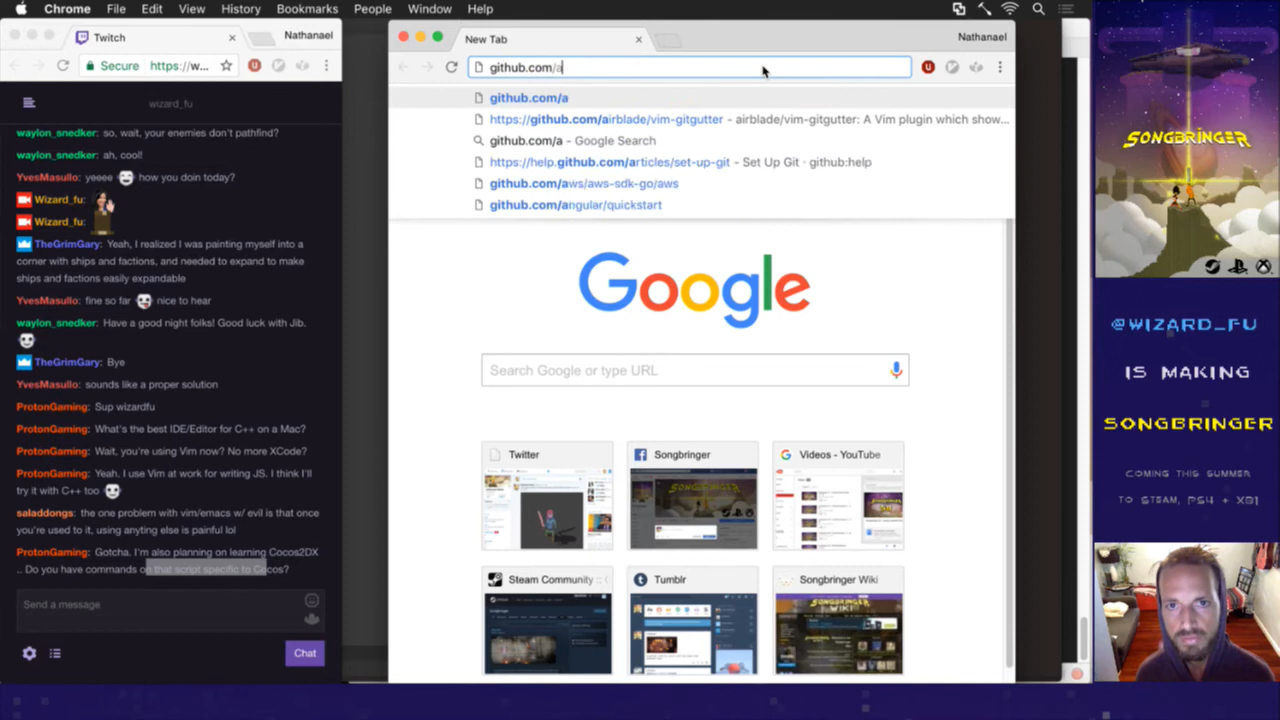 Chrome File Edit View History Bookmarks People Window Help
Twitch
Nathanael
Secure https://w...
wizard_fu
waylon_snedker: so, wait, your enemies don't pathfind?
waylon_snedker: ah, cool!
YvesMasullo: yeeee how you doin today?
Wizard_fu:
Wizard_fu:
TheGrimGary: Yeah, I realized I was painting myself into a
corner with ships and factions, and needed to expand to make
ships and factions easily expandable
YvesMasullo: fine so far nice to hear
waylon_snedker: Have a good night folks! Good luck with Jib.
TheGrimGary: Bye
YvesMasullo: sounds like a proper solution
ProtonGaming: Sup wizardfu
ProtonGaming: What's the best IDE/Editor for C++ on a Mac?
ProtonGaming: Wait, you're using Vim now? No more XCode?
ProtonGaming: Yeah. I use Vim at work for writing JS. I think I'll
try it with C++ too
saladdongs: the one problem with vim/emacs w/ evil is that once
you're used to it, using anyting else is painful lol
ProtonGaming: Gotcha. I'm also planning on learning Cocos2DX
.. Do you have commands on that script specific to Cocos?
Send a message
Chat
New Tab
Nathanael
github.com/a
github.com/a
https://github.com/airblade/vim-gitgutter - airblade/vim-gitgutter: A Vim plugin which show...
github.com/a - Google Search
https://help.github.com/articles/set-up-git - Set Up Git · github:help
github.com/aws/aws-sdk-go/aws
github.com/angular/quickstart
Google
Search Google or type URL
Twitter
Songbringer
Videos - YouTube
Steam Community :: 
Tumblr
Songbringer Wiki
SONGBRINGER
@WIZARD_FU
IS MAKING
SONGBRINGER
COMING THIS SUMMER
TO STEAM, PS4 + XB1